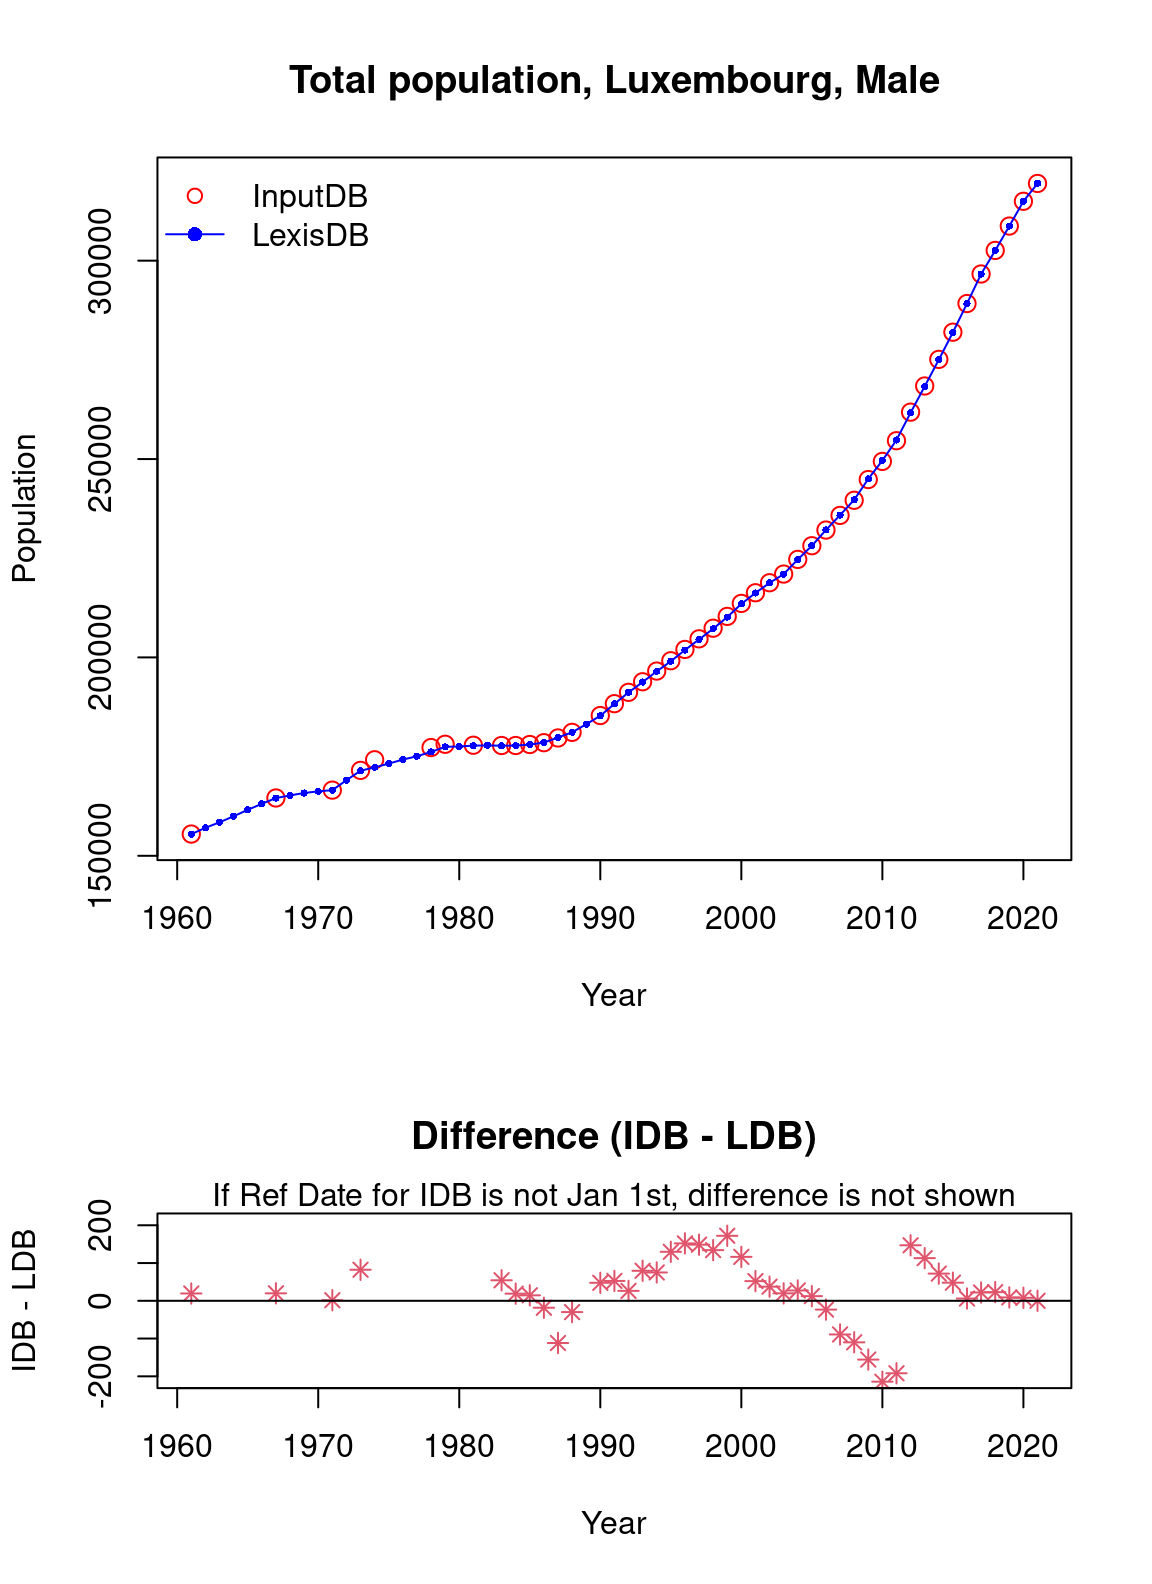 Total population, Luxembourg, Male
InputDB
LexisDB
Population
300000
250000
200000
150000
1960 1970 1980 1990 2000 2010 2020
Year
Difference (IDB - LDB)
If Ref Date for IDB is not Jan 1st, difference is not shown
IDB - LDB
200
0
-200
1960 1970 1980 1990 2000 2010 2020
Year